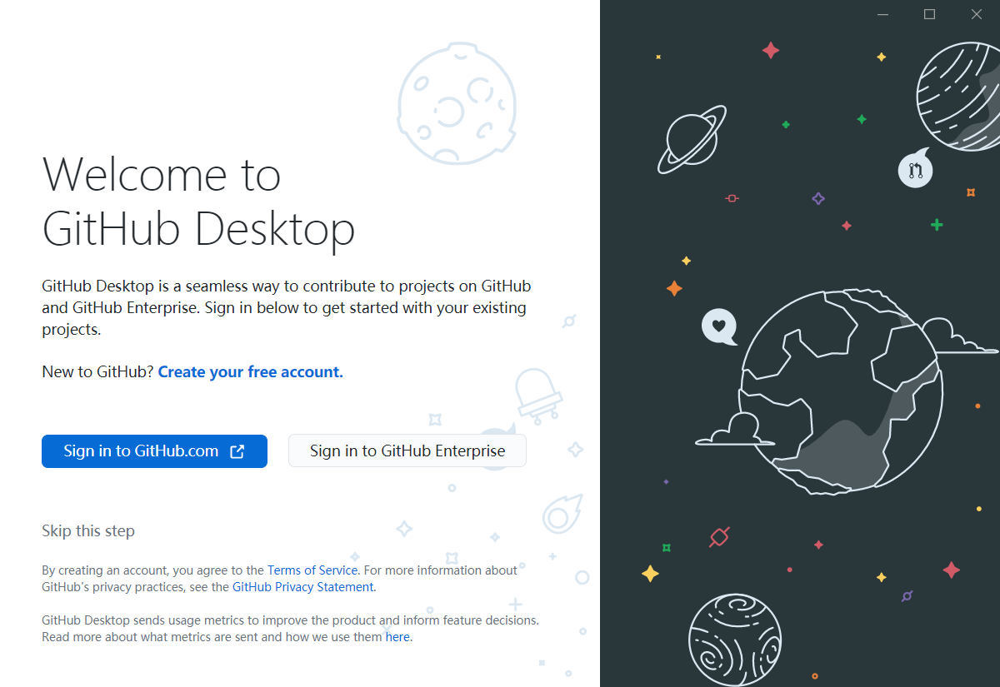 Welcome to
GitHub Desktop
GitHub Desktop is a seamless way to contribute to projects on GitHub
and GitHub Enterprise. Sign in below to get started with your existing
projects.
New to GitHub? Create your free account.
Sign in to GitHub.com
Sign in to GitHub Enterprise
Skip this step
By creating an account, you agree to the Terms of Service. For more information about
GitHub's privacy practices, see the GitHub Privacy Statement.
GitHub Desktop sends usage metrics to improve the product and inform feature decisions.
Read more about what metrics are sent and how we use them here.